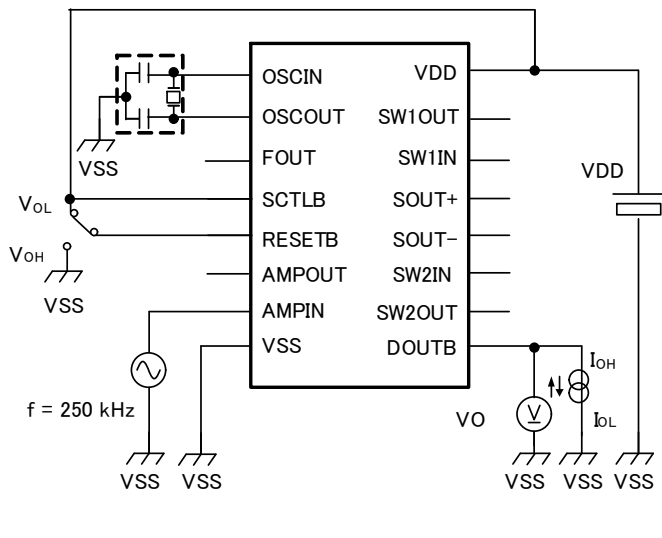 OSCIN
OSCOUT
FOUT
SCTLB
RESETB
AMPOUT
AMPIN
VSS
VDD
SW1OUT
SW1IN
SOUT+
SOUT−
SW2IN
SW2OUT
DOUTB
VSS
VOL
VOH
VSS
f = 250 kHz
VSS
VSS
VDD
IOH
IOL
VO
V
VSS
VSS
VSS